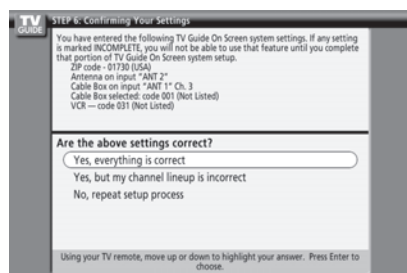 TV
GUIDE
STEP 6: Confirming Your Settings
You have entered the following TV Guide On Screen system settings. If any setting
is marked INCOMPLETE, you will not be able to use that feature until you complete
that portion of TV Guide On Screen system setup.
ZIP code - 01730 (USA)
Antenna on input "ANT 2"
Cable Box on input "ANT 1" Ch. 3
Cable Box selected: code 001 (Not Listed)
VCR — code 031 (Not Listed)
Are the above settings correct?
Yes, everything is correct
Yes, but my channel lineup is incorrect
No, repeat setup process
Using your TV remote, move up or down to highlight your answer. Press Enter to
choose.